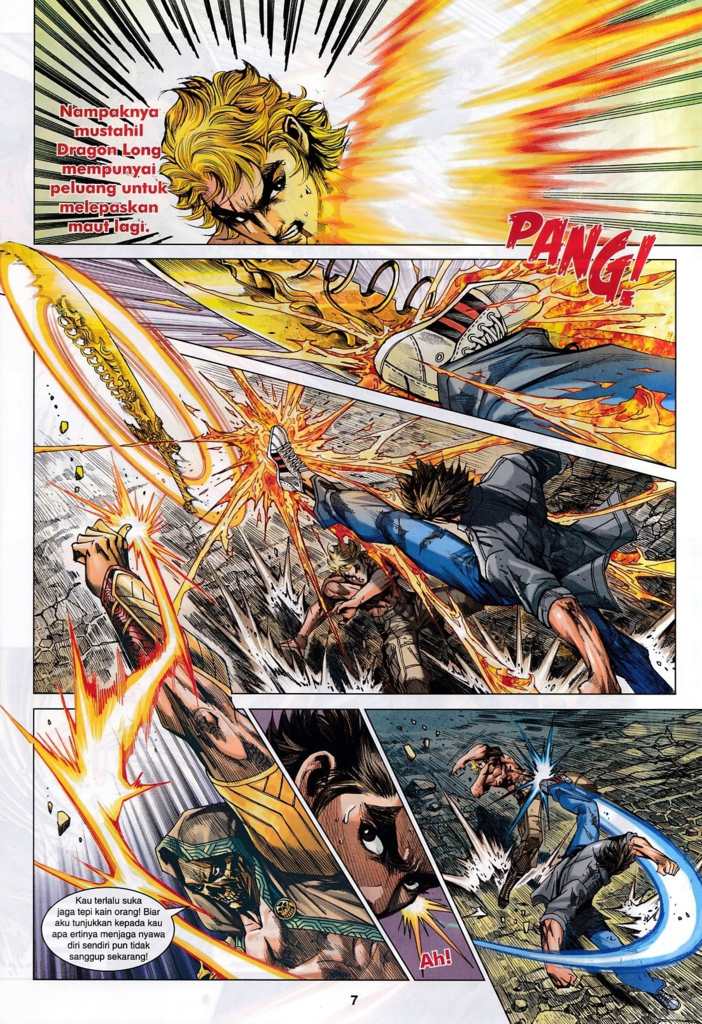 Nampaknya
mustahil
Dragon Long
mempunyai
peluang untuk
melepaskan
maut lagi.
PANG!
Kau terlalu suka
jaga tepi kain orang! Biar
aku tunjukkan kepada kau
apa ertinya menjaga nyawa
diri sendiri pun tidak
sanggup sekarang!
Ah!
7